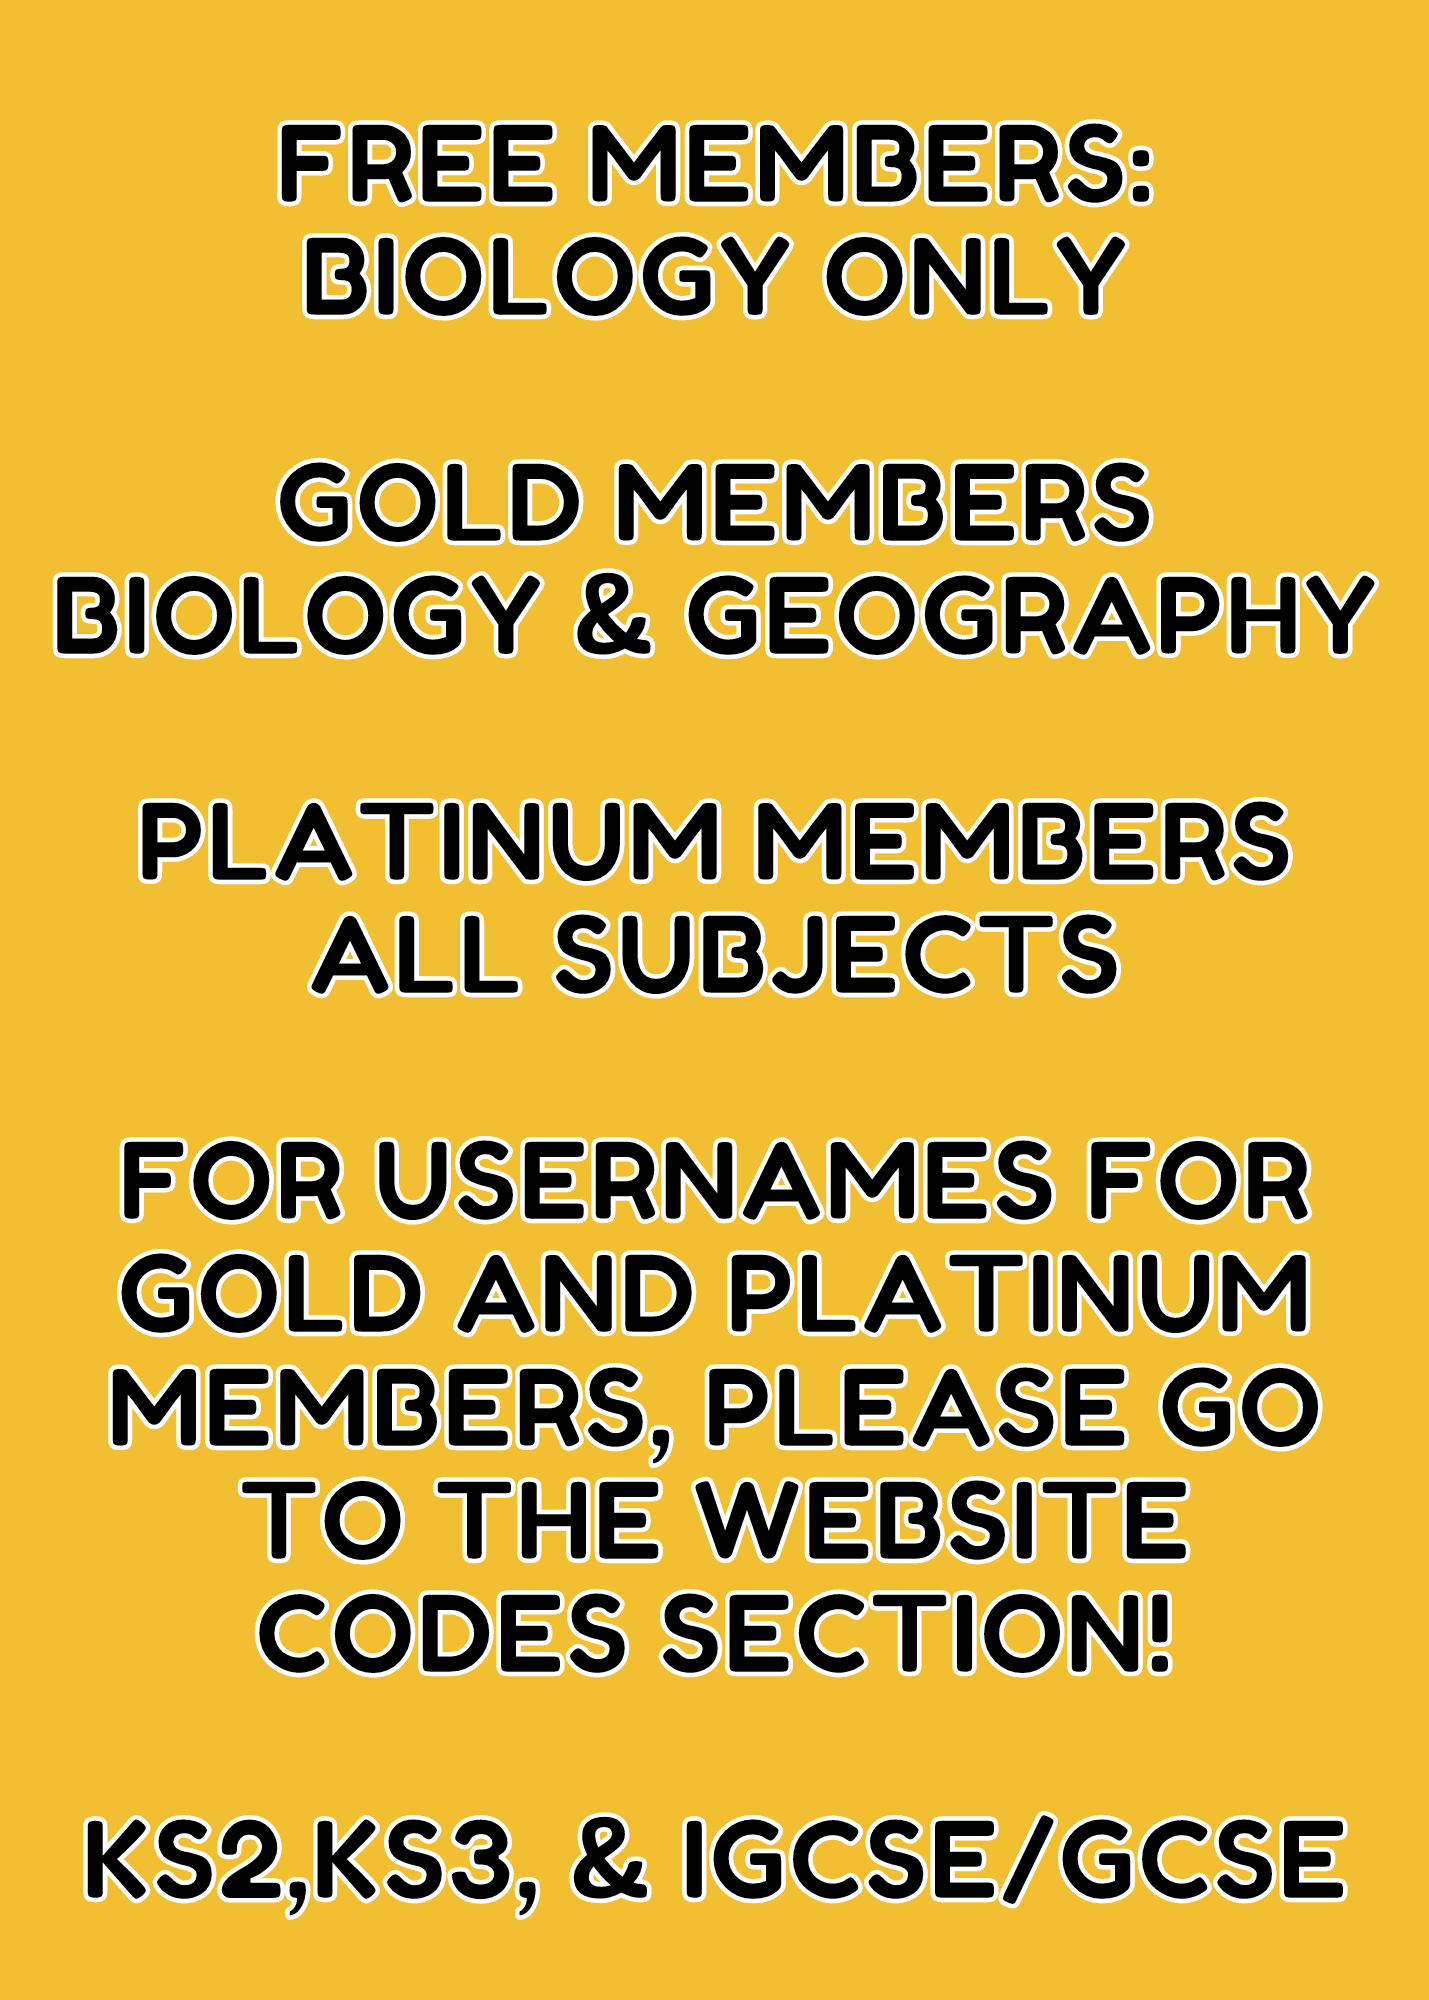 FREE MEMBERS:
BIOLOGY ONLY
GOLD MEMBERS
BIOLOGY & GEOGRAPHY
PLATINUM MEMBERS
ALL SUBJECTS
FOR USERNAMES FOR
GOLD AND PLATINUM
MEMBERS, PLEASE GO
TO THE WEBSITE
CODES SECTION!
KS2,KS3, & IGCSE/GCSE